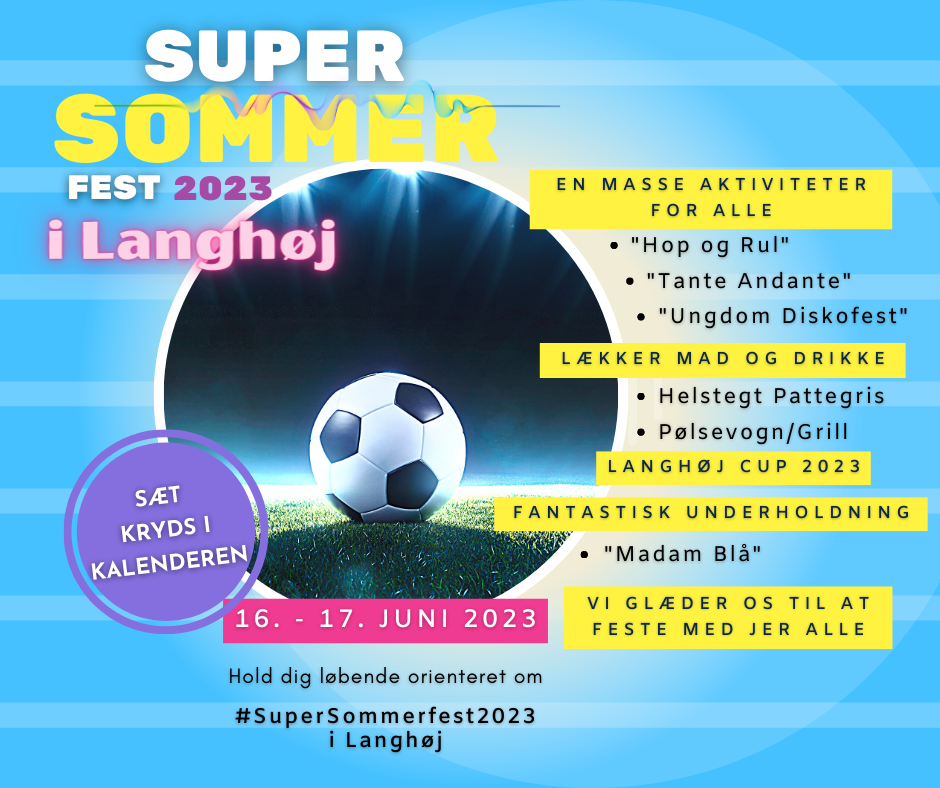 SUPER
SOMMER
FEST 2023
i Langhøj
EN MASSE AKTIVITETER
FOR ALLE
• "Hop og Rul"
• "Tante Andante"
• "Ungdom Diskofest"
LÆKKER MAD OG DRIKKE
• Helstegt Pattegris
• Pølsevogn/Grill
LANGHØJ CUP 2023
FANTASTISK UNDERHOLDNING
• "Madam Blå"
VI GLÆDER OS TIL AT
FESTE MED JER ALLE
SÆT
KRYDS I
KALENDEREN
16. - 17. JUNI 2023
Hold dig løbende orienteret om
#SuperSommerfest2023
i Langhøj